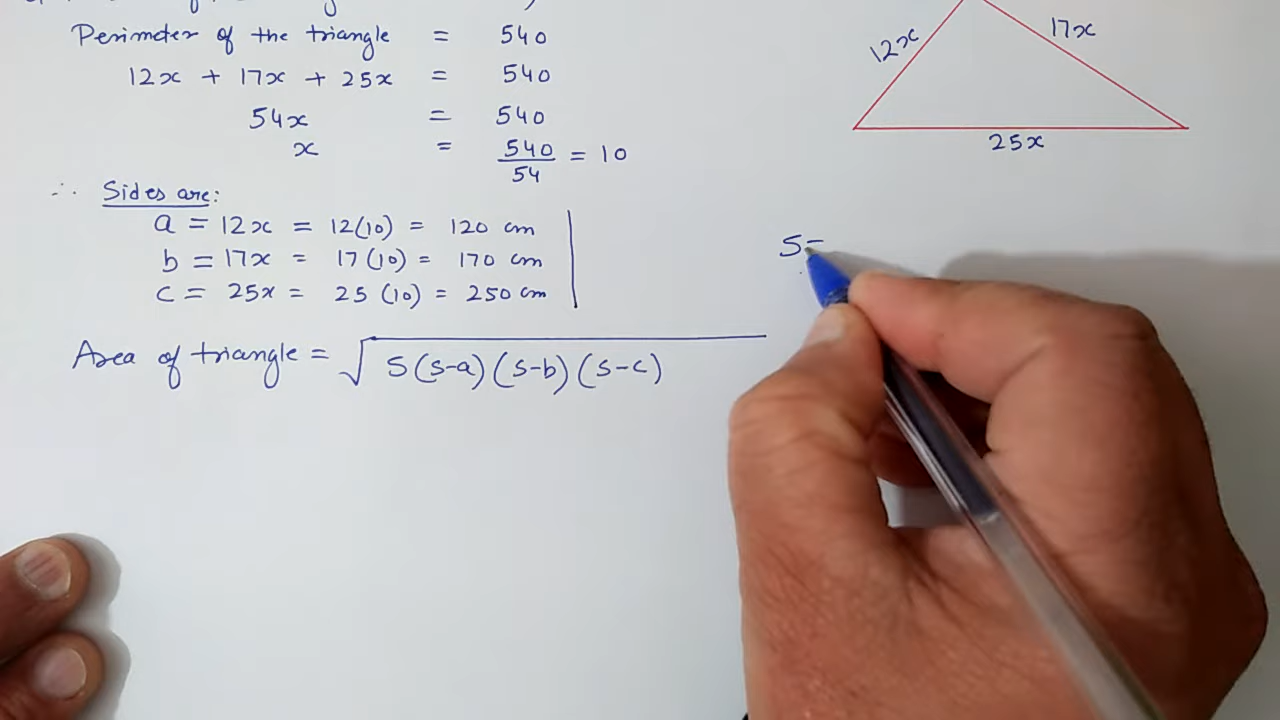 Perimeter of the triangle = 540
12x + 17x + 25x = 540
54x = 540
x = 540/54 = 10
∴ Sides are:
a = 12x = 12(10) = 120 cm
b = 17x = 17(10) = 170 cm
c = 25x = 25(10) = 250 cm
Area of triangle = √S(s-a)(s-b)(s-c)
12x
17x
25x
S=